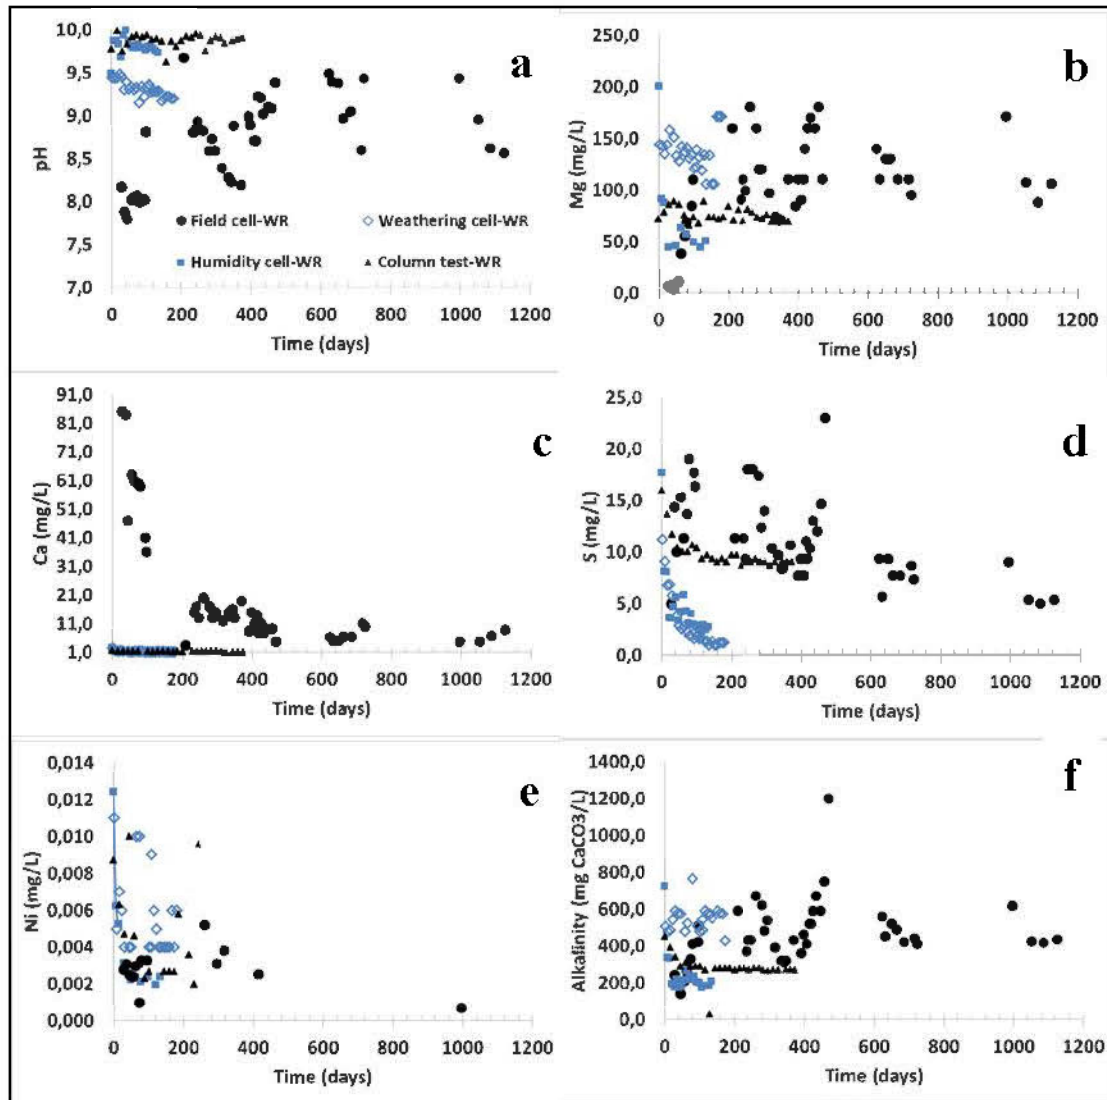 10,0
9,5
9,0
8,5
8,0
7,5
7,0
pH
a
Field cell-WR
Weathering cell-WR
Humidity cell-WR
Column test-WR
0 200 400 600 800 1000 1200
Time (days)
250,0
200,0
150,0
100,0
50,0
0,0
Mg (mg/L)
b
0 200 400 600 800 1000 1200
Time (days)
91,0
81,0
71,0
61,0
51,0
41,0
31,0
21,0
11,0
1,0
Ca (mg/L)
c
0 200 400 600 800 1000 1200
Time (days)
25,0
20,0
15,0
10,0
5,0
0,0
S (mg/L)
d
0 200 400 600 800 1000 1200
Time (days)
0,014
0,012
0,010
0,008
0,006
0,004
0,002
0,000
Ni (mg/L)
e
0 200 400 600 800 1000 1200
Time (days)
1400,0
1200,0
1000,0
800,0
600,0
400,0
200,0
0,0
Alkalinity (mg CaCO3/L)
f
0 200 400 600 800 1000 1200
Time (days)